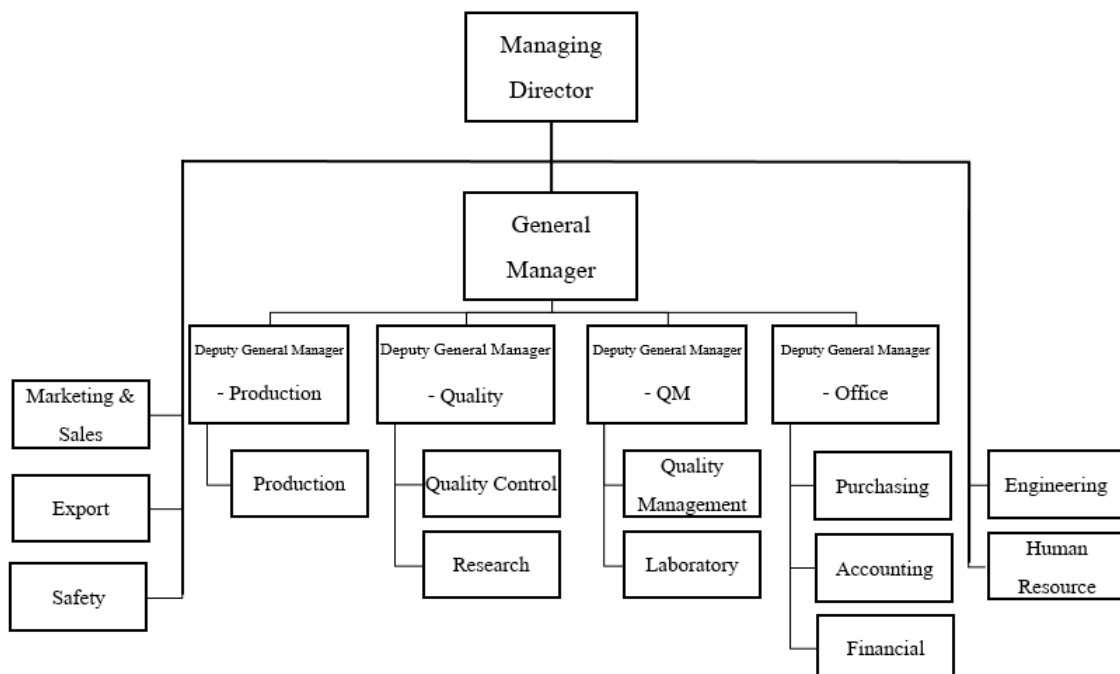 Managing
Director
General
Manager
Deputy General Manager
- Production
Deputy General Manager
- Quality
Deputy General Manager
- QM
Deputy General Manager
- Office
Marketing &
Sales
Export
Safety
Production
Quality Control
Research
Quality
Management
Laboratory
Purchasing
Accounting
Financial
Engineering
Human
Resource